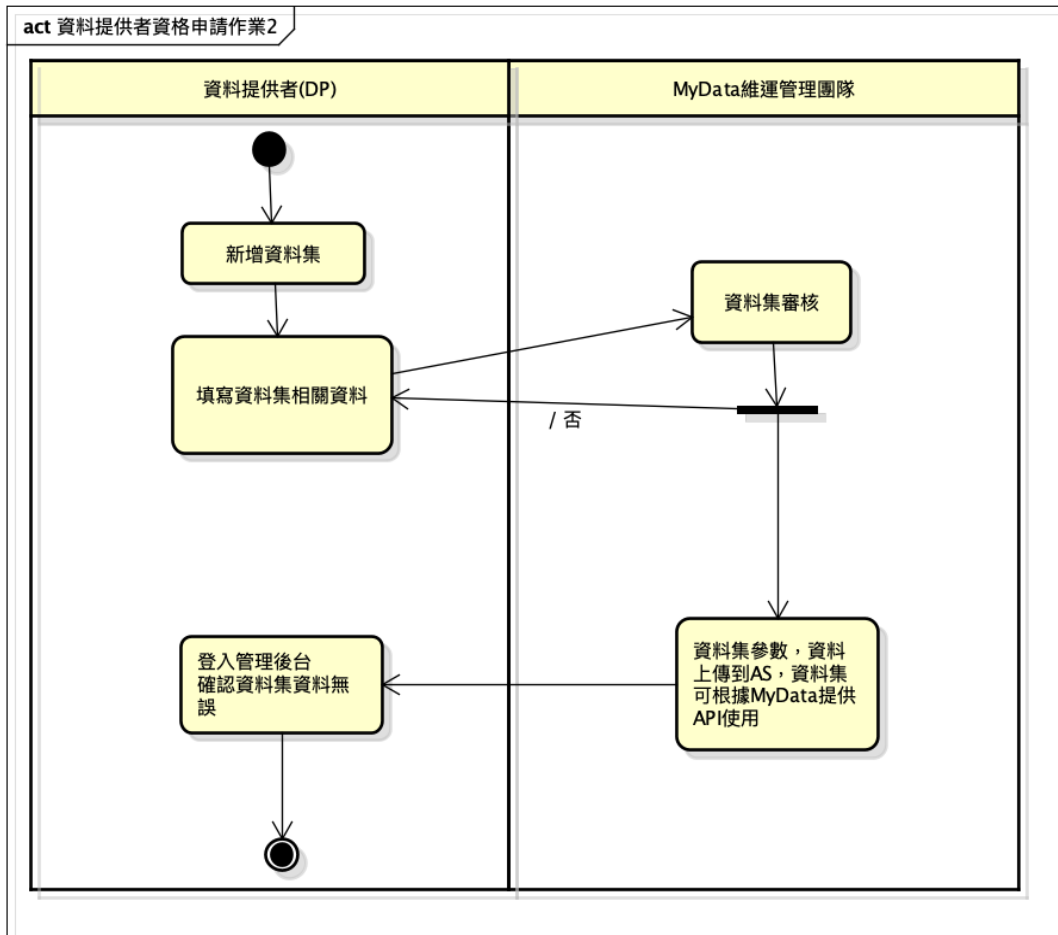 act 資料提供者資格申請作業2
資料提供者(DP)
MyData維運管理團隊
新增資料集
資料集審核
填寫資料集相關資料
/ 否
登入管理後台
確認資料集資料無
誤
資料集參數，資料
上傳到AS，資料集
可根據MyData提供
API使用